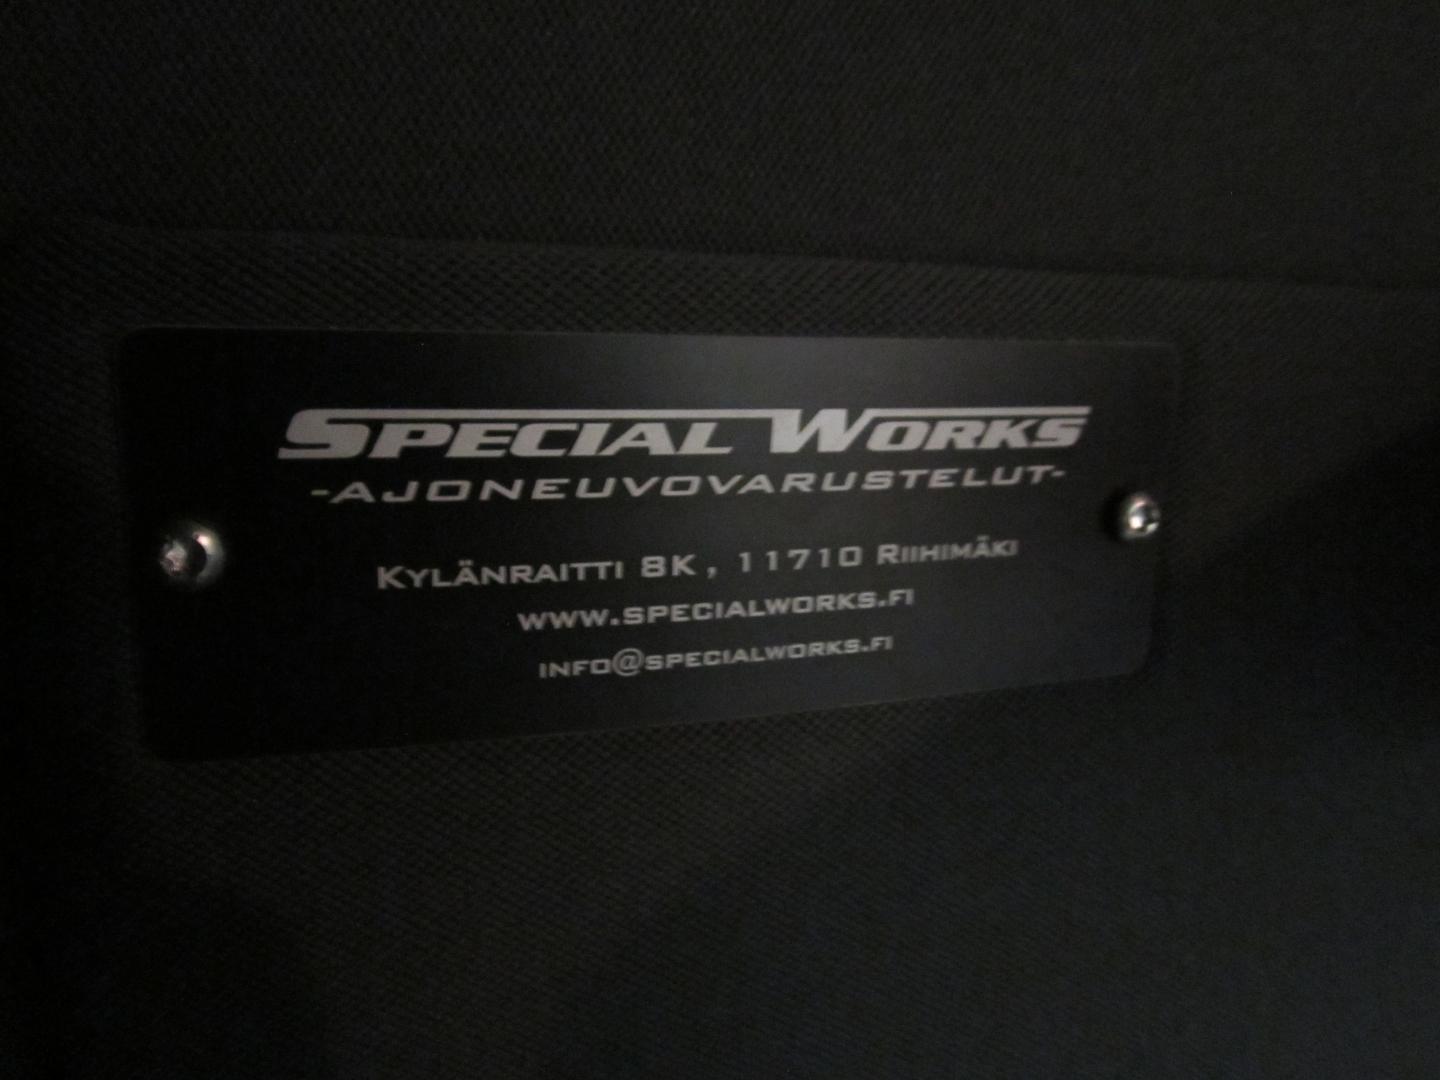 SPECIAL WORKS
-AJONEUVOVARUSTELUT-
KYLÄNRAITTI 8K, 11710 RIIHIMÄKI
WWW.SPECIALWORKS.FI
INFO@SPECIALWORKS.FI